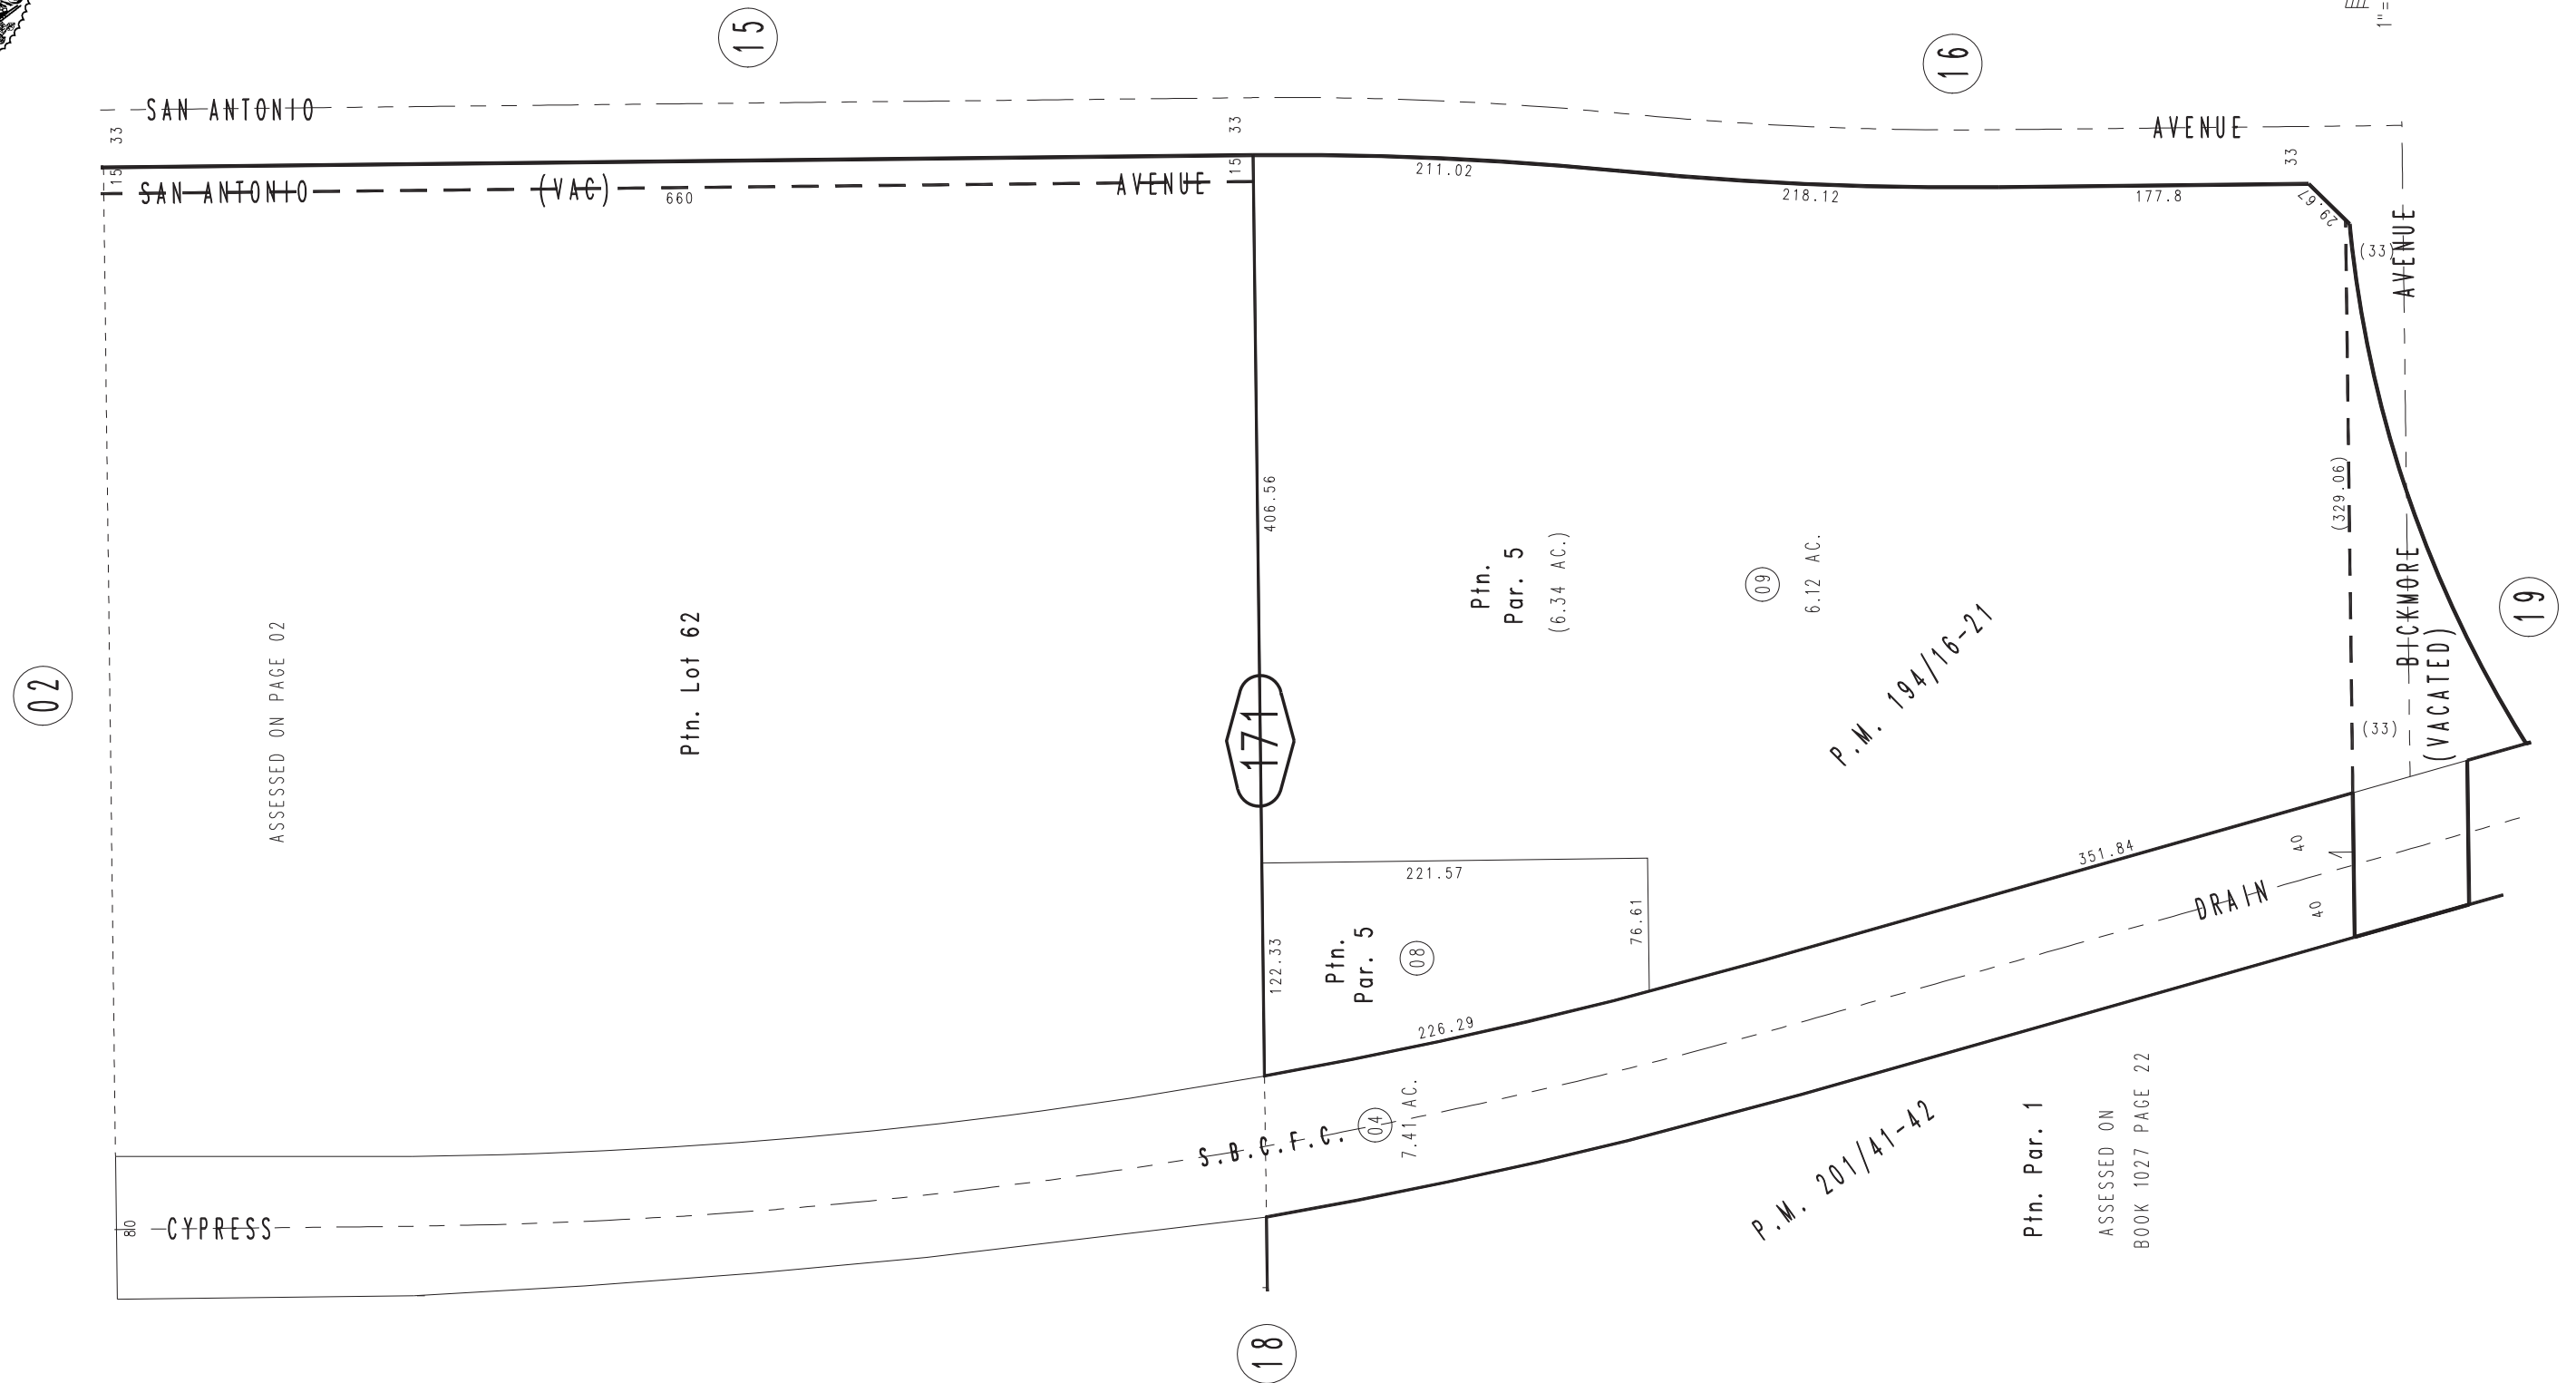 15
16
1"=
SAN ANTONIO
AVENUE
33
33
33
15
15
SAN ANTONIO
(VAC)
AVENUE
660
211.02
218.12
177.8
29.67
(33)
AVENUE
406.56
(329.06)
Ptn.
Par. 5
(6.34 AC.)
09
6.12 AC.
P.M. 194/16-21
BICKMORE
(VACATED)
19
02
ASSESSED ON PAGE 02
Ptn. Lot 62
171
(33)
221.57
76.61
122.33
Ptn.
Par. 5
08
226.29
351.84
40
40
DRAIN
S.B.C.F.C.
04
7.41 AC.
80
CYPRESS
P.M. 201/41-42
Ptn. Par. 1
ASSESSED ON
BOOK 1027 PAGE 22
18